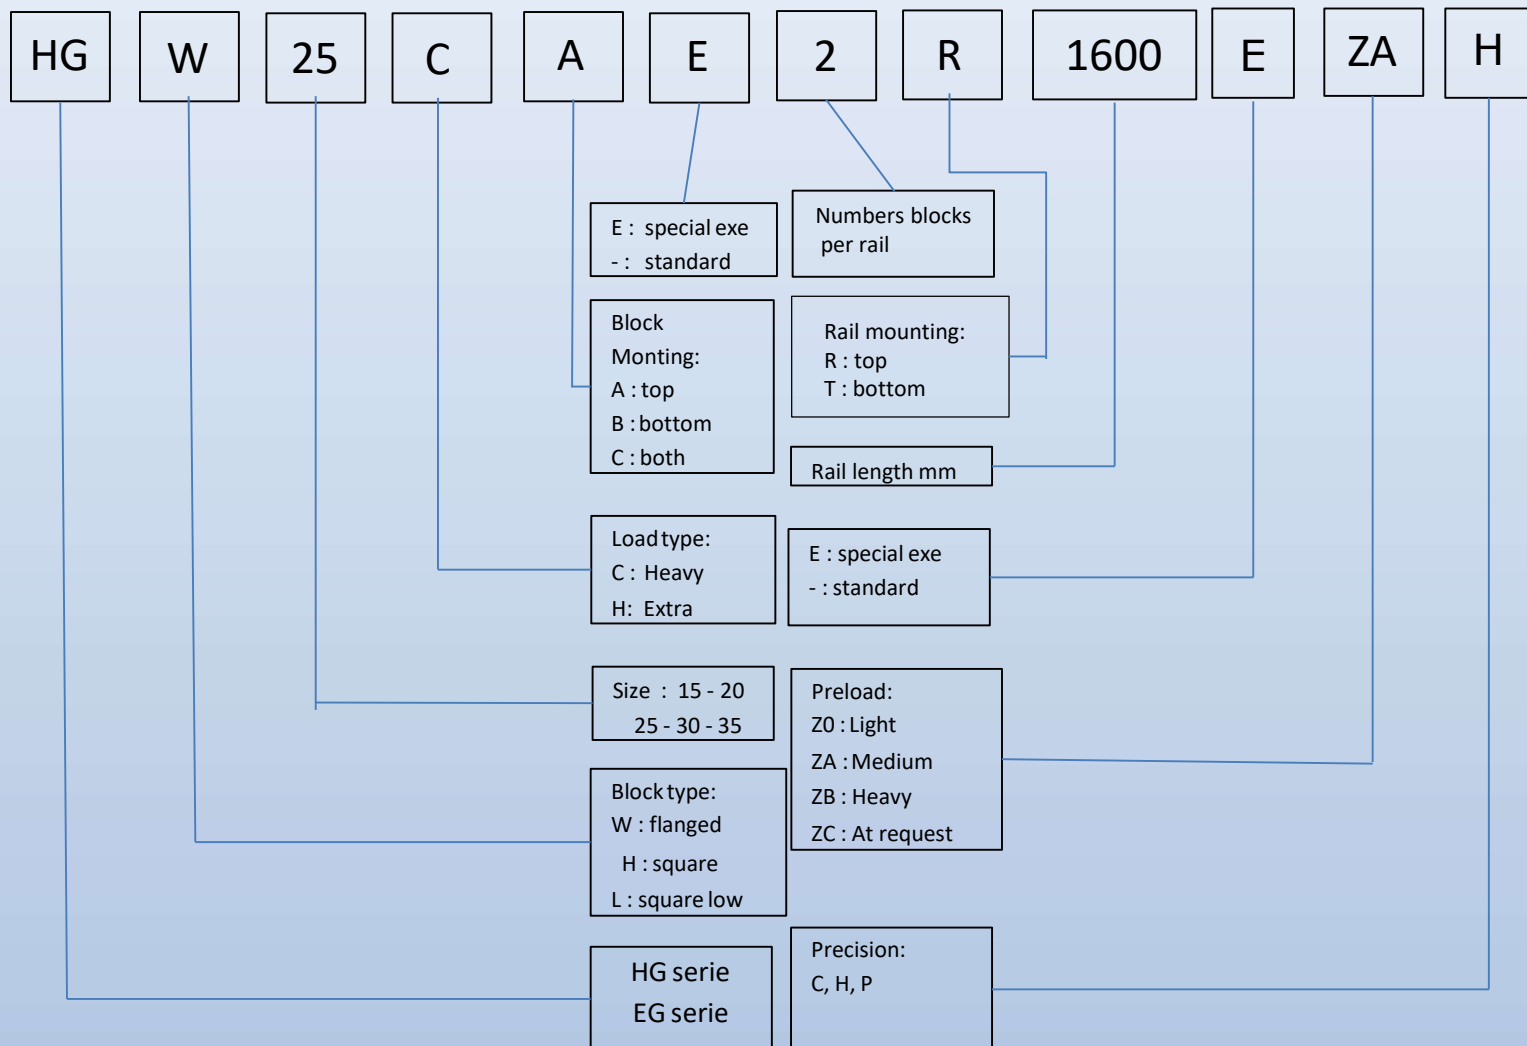 HG W 25 C A E 2 R 1600 E ZA H
E : special exe
- : standard
Numbers blocks
per rail
Block
Monting:
A : top
B : bottom
C : both
Rail mounting:
R : top
T : bottom
Rail length mm
Load type:
C : Heavy
H: Extra
E : special exe
- : standard
Size : 15 - 20
25 - 30 - 35
Preload:
Z0 : Light
ZA : Medium
ZB : Heavy
ZC : At request
Block type:
W : flanged
H : square
L : square low
HG serie
EG serie
Precision:
C, H, P